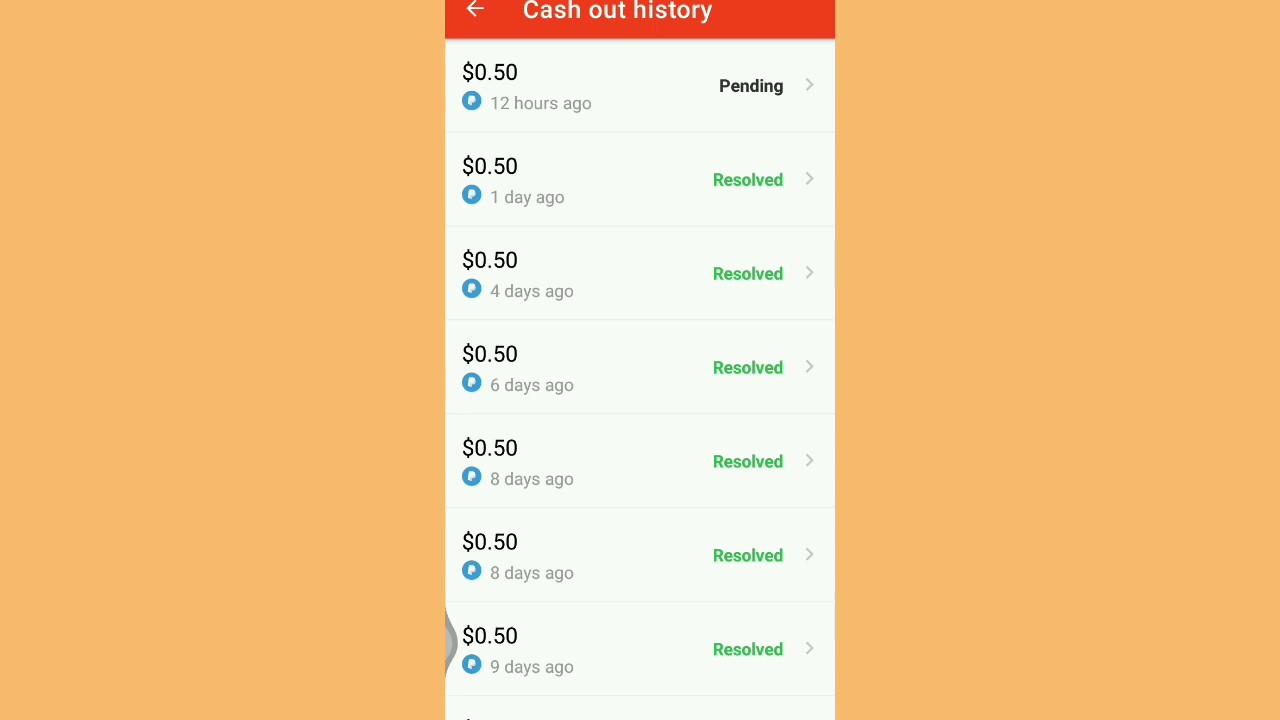 Cash out history
$0.50
Pending
12 hours ago
$0.50
Resolved
1 day ago
$0.50
Resolved
4 days ago
$0.50
Resolved
6 days ago
$0.50
Resolved
8 days ago
$0.50
Resolved
8 days ago
$0.50
Resolved
9 days ago